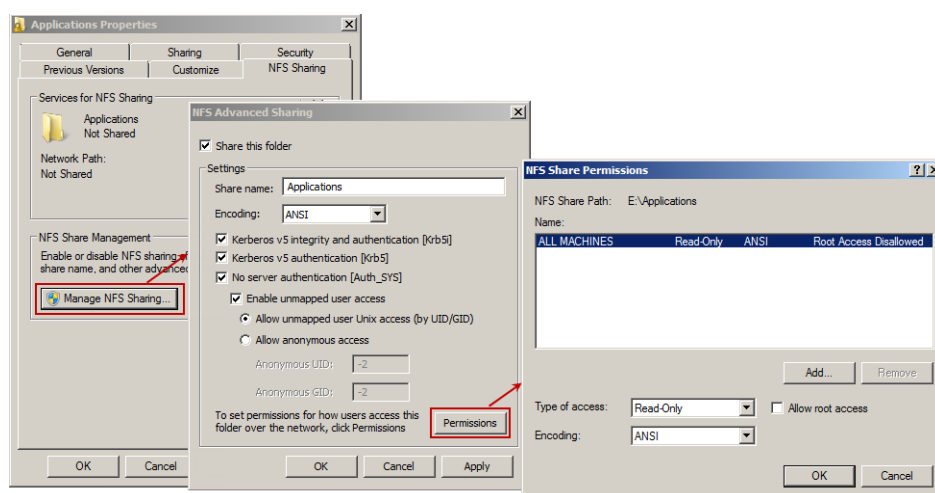 Applications Properties
General
Sharing
Security
Previous Versions
Customize
NFS Sharing
Services for NFS Sharing
Applications
Not Shared
Network Path:
Not Shared
NFS Share Management
Enable or disable NFS sharing,
share name, and other advanced
Manage NFS Sharing...
OK
Cancel
NFS Advanced Sharing
Share this folder
Settings
Share name:
Applications
Encoding:
ANSI
Kerberos v5 integrity and authentication [Krb5i]
Kerberos v5 authentication [Krb5]
No server authentication [Auth_SYS]
Enable unmapped user access
Allow unmapped user Unix access (by UID/GID)
Allow anonymous access
Anonymous UID:
-2
Anonymous GID:
-2
To set permissions for how users access this
folder over the network, click Permissions
Permissions
OK
Cancel
Apply
NFS Share Permissions
NFS Share Path: E:\Applications
Name:
ALL MACHINES Read-Only ANSI Root Access Disallowed
Add...
Remove
Type of access:
Read-Only
Allow root access
Encoding:
ANSI
OK
Cancel